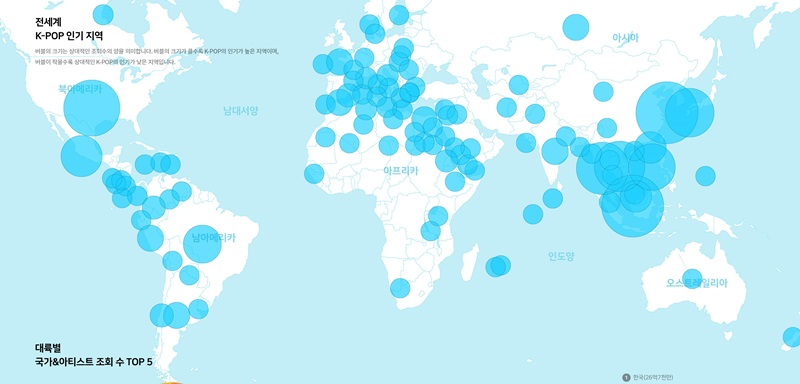 전세계
K-POP 인기 지역
버블의 크기는 상대적인 조회수의 양을 의미합니다. 버블의 크기가 클수록 K-POP의 인기가 높은 지역이며,
버블이 작을수록 상대적인 K-POP의 인기가 낮은 지역입니다.
아시아
북아메리카
남대서양
아프리카
남아메리카
인도양
오스트레일리아
대륙별
국가&아티스트 조회 수 TOP 5
1 한국(26억7천만)